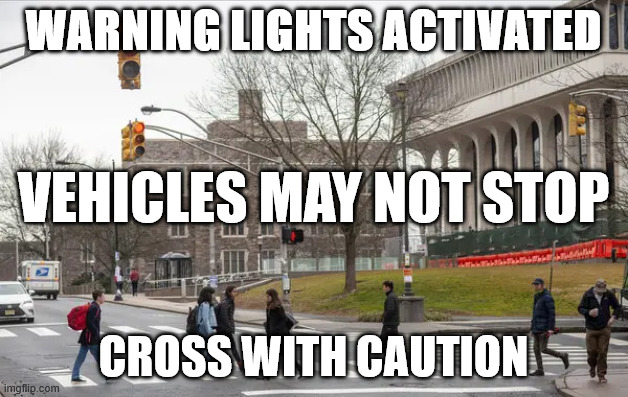 WARNING LIGHTS ACTIVATED
VEHICLES MAY NOT STOP
CROSS WITH CAUTION
imgflip.com